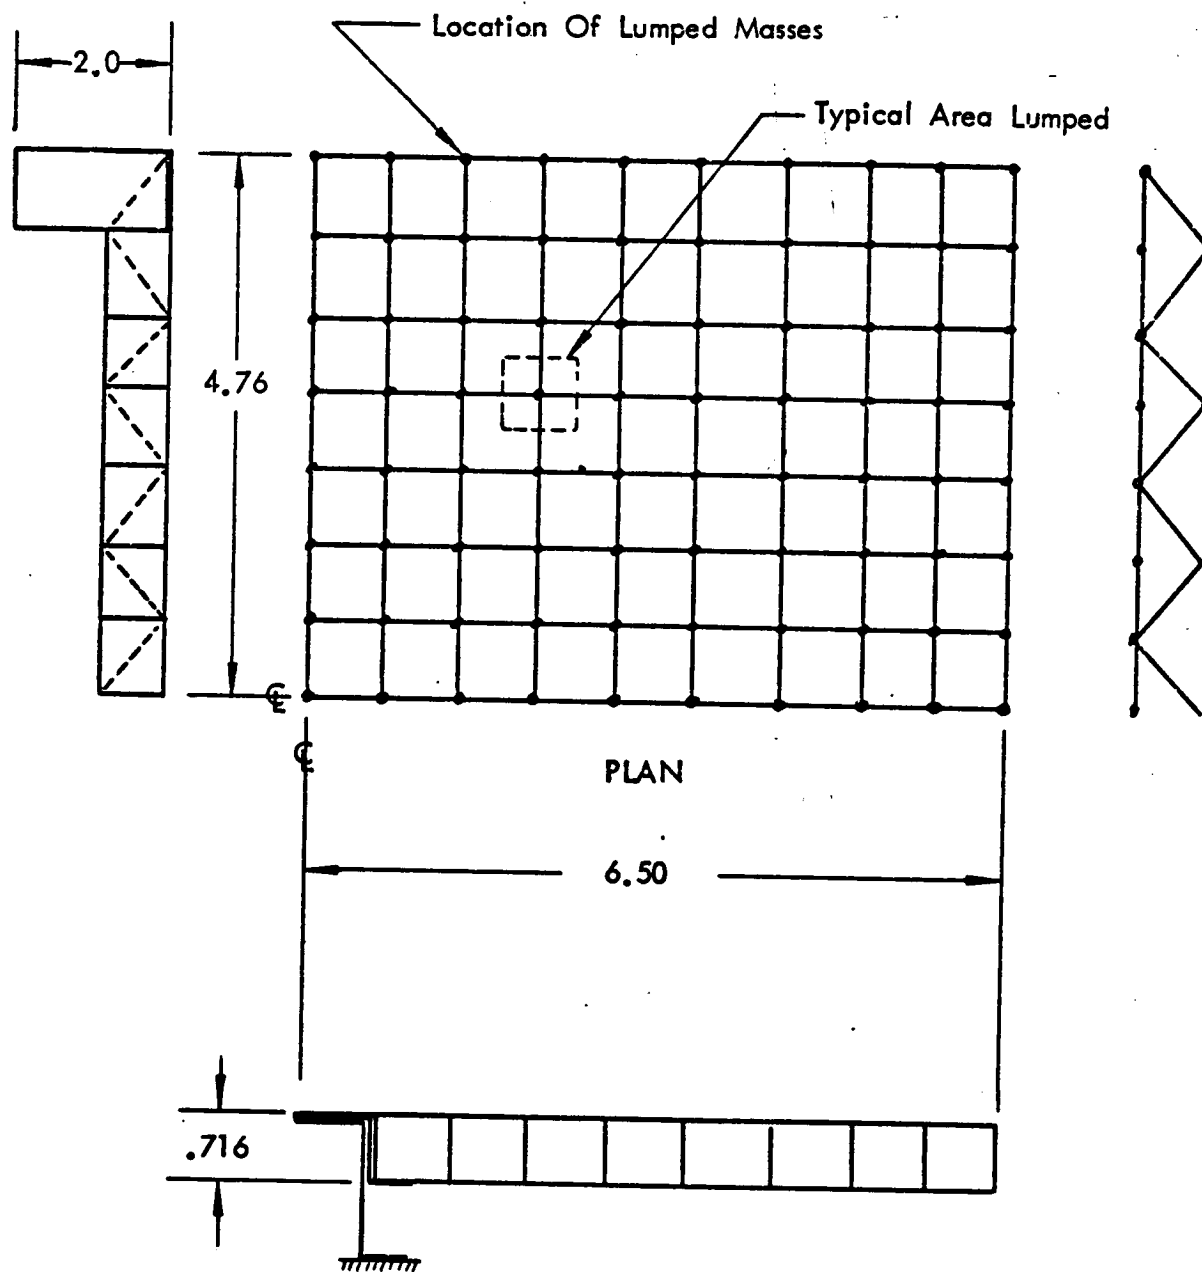 Location Of Lumped Masses
2.0
Typical Area Lumped
4.76
℄
℄
PLAN
6.50
.716